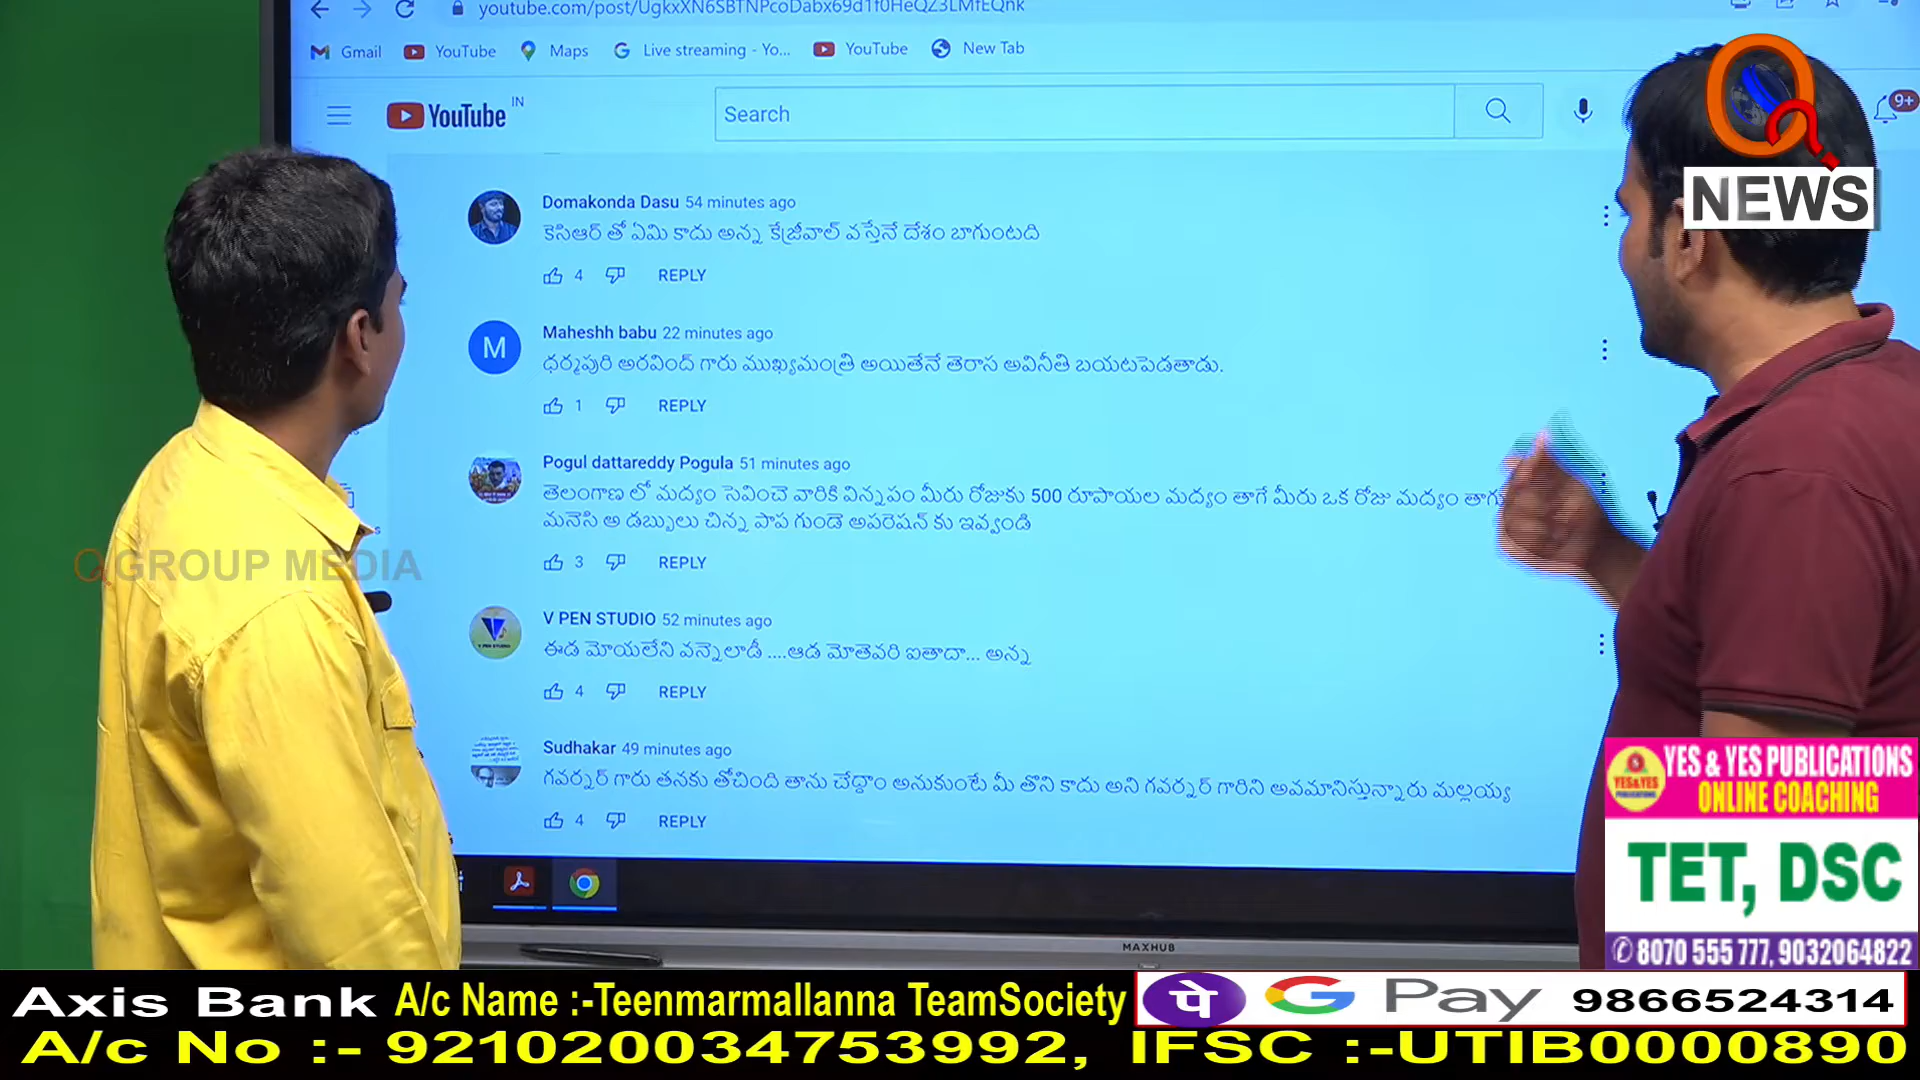 youtube.com/post/UgkxXN6SBTNPcoDabx69d1f0HeQZ3LMfEQnk
Gmail YouTube Maps Live streaming - Yo... YouTube New Tab
YouTube IN
Search
9+
Q
NEWS
Domakonda Dasu 54 minutes ago
కెసిఆర్ తో ఏమి కాదు అన్న కేజ్రీవాల్ వస్తేనే దేశం బాగుంటది
4 REPLY
Maheshh babu 22 minutes ago
ధర్మపురి అరవింద్ గారు ముఖ్యమంత్రి అయితేనే తెరాస అవినీతి బయటపెడతాడు.
1 REPLY
Pogul dattareddy Pogula 51 minutes ago
తెలంగాణ లో మద్యం సెవించె వారికి విన్నపం మీరు రోజుకు 500 రూపాయల మద్యం తాగే మీరు ఒక రోజు మద్యం
మనెసి అ డబ్బులు చిన్న పాప గుండె అపరెషన్ కు ఇవ్వండి
3 REPLY
Q GROUP MEDIA
V PEN STUDIO 52 minutes ago
ఈడ మోయలేని వన్నెలాడీ ....ఆడ మోతెవరి ఐతాదా... అన్న
4 REPLY
Sudhakar 49 minutes ago
గవర్నర్ గారు తనకు తోచింది తాను చేద్దాం అనుకుంటే మీ తొని కాదు అని గవర్నర్ గారిని అవమానిస్తున్నారు మల్లయ్య
4 REPLY
MAXHUB
YES & YES PUBLICATIONS
ONLINE COACHING
YES&YES
TET, DSC
8070 555 777, 9032064822
Axis Bank A/c Name :-Teenmarmallanna TeamSociety
पे G Pay 9866524314
A/c No :- 921020034753992, IFSC :-UTIB0000890